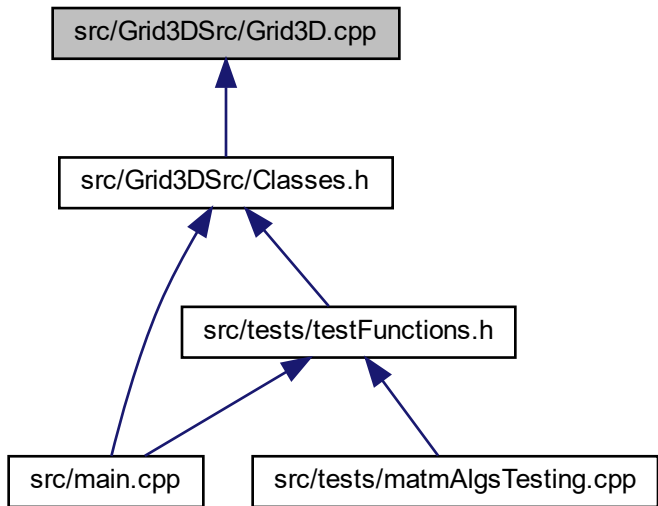 src/Grid3DSrc/Grid3D.cpp
src/Grid3DSrc/Classes.h
src/tests/testFunctions.h
src/main.cpp
src/tests/matmAlgsTesting.cpp